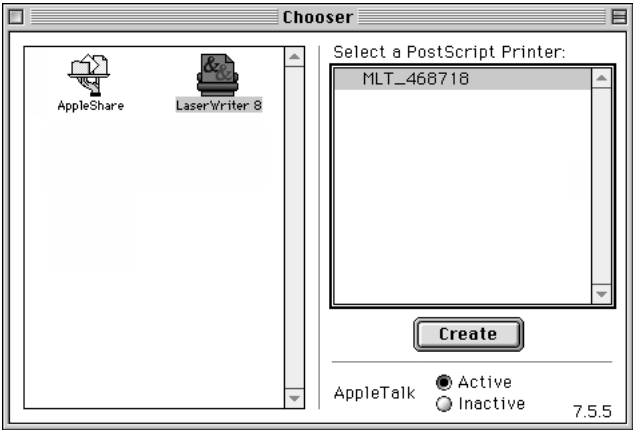 Chooser
AppleShare
LaserWriter 8
Select a PostScript Printer:
MLT_468718
Create
AppleTalk
Active
Inactive
7.5.5